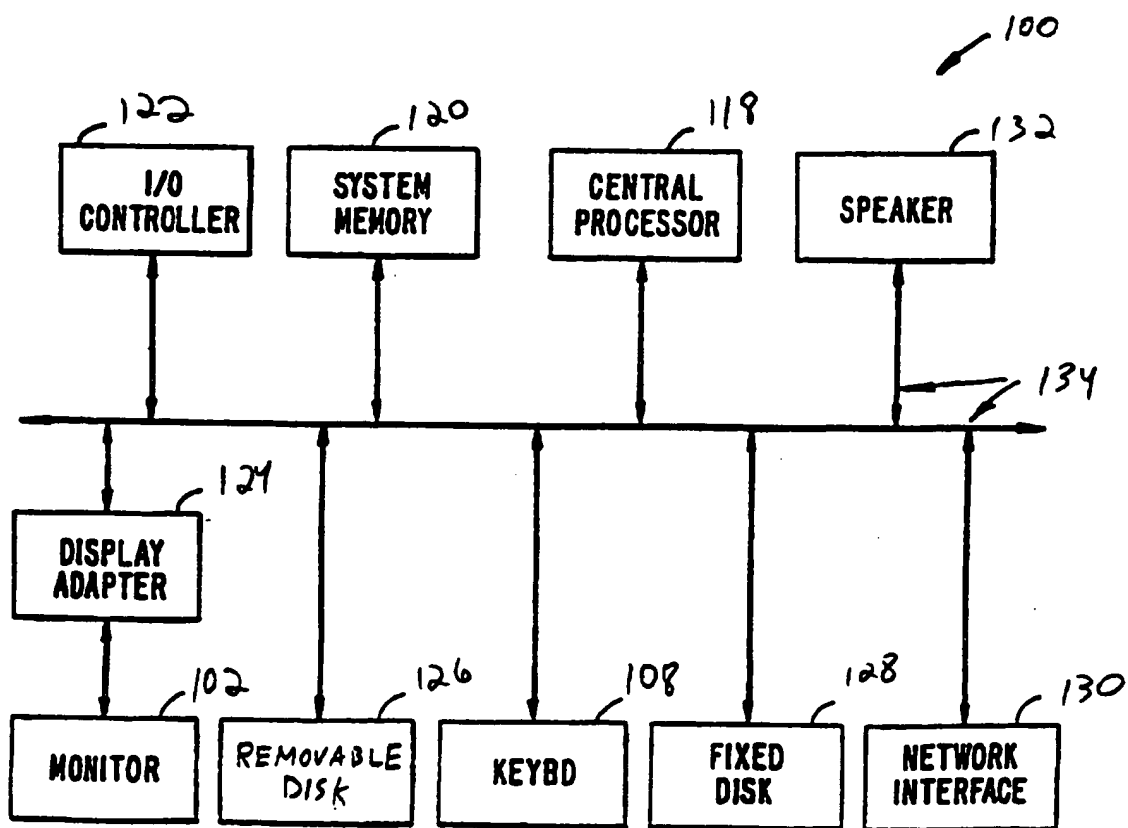 100
122
120
118
132
I/O
CONTROLLER
SYSTEM
MEMORY
CENTRAL
PROCESSOR
SPEAKER
134
124
DISPLAY
ADAPTER
102
126
108
128
130
MONITOR
REMOVABLE
DISK
KEYBD
FIXED
DISK
NETWORK
INTERFACE